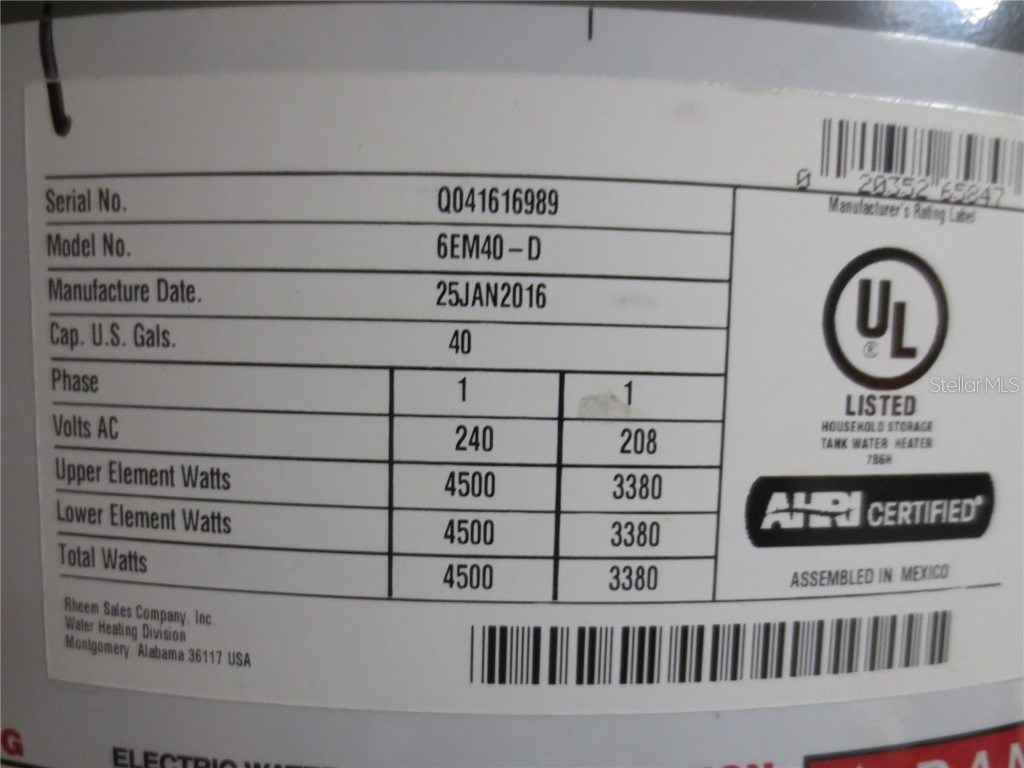 0 20352 65847
Manufacturer's Rating Label
Serial No. Q041616989
Model No. 6EM40-D
Manufacture Date. 25JAN2016
Cap. U.S. Gals. 40
Phase 1 1
Volts AC 240 208
Upper Element Watts 4500 3380
Lower Element Watts 4500 3380
Total Watts 4500 3380
UL
®
LISTED
HOUSEHOLD STORAGE
TANK WATER HEATER
786H
AHRI CERTIFIED
ASSEMBLED IN MEXICO
Rheem Sales Company, Inc.
Water Heating Division
Montgomery, Alabama 36117 USA
StellarMLS
G
ELECTRIC